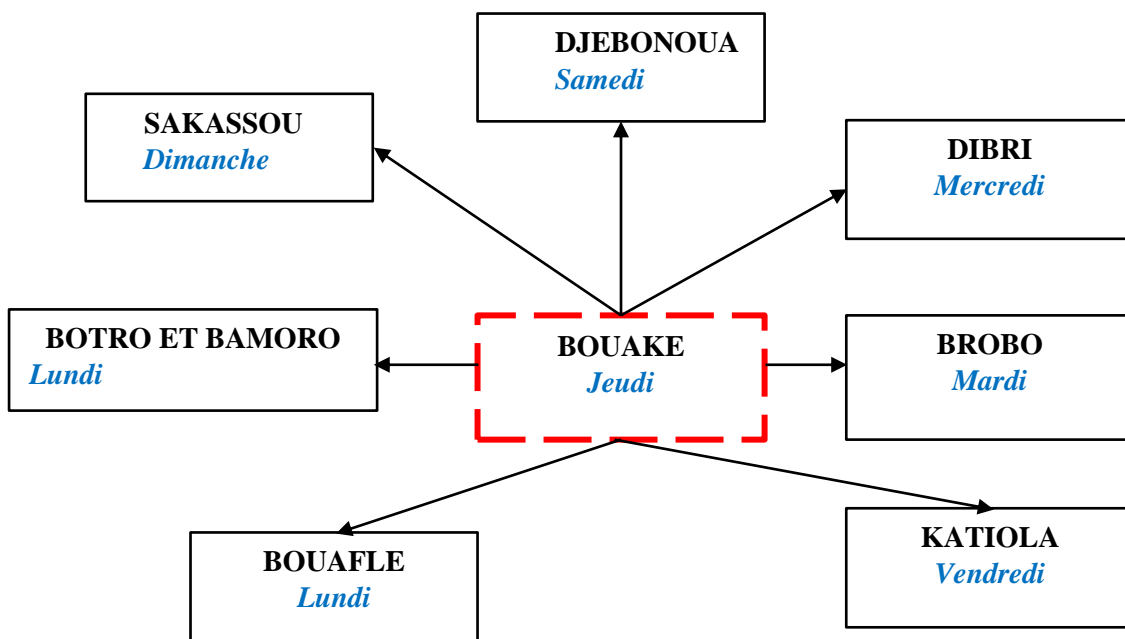 DJEBONOUA
Samedi
SAKASSOU
Dimanche
DIBRI
Mercredi
BOTRO ET BAMORO
Lundi
BOUAKE
Jeudi
BROBO
Mardi
BOUAFLE
Lundi
KATIOLA
Vendredi